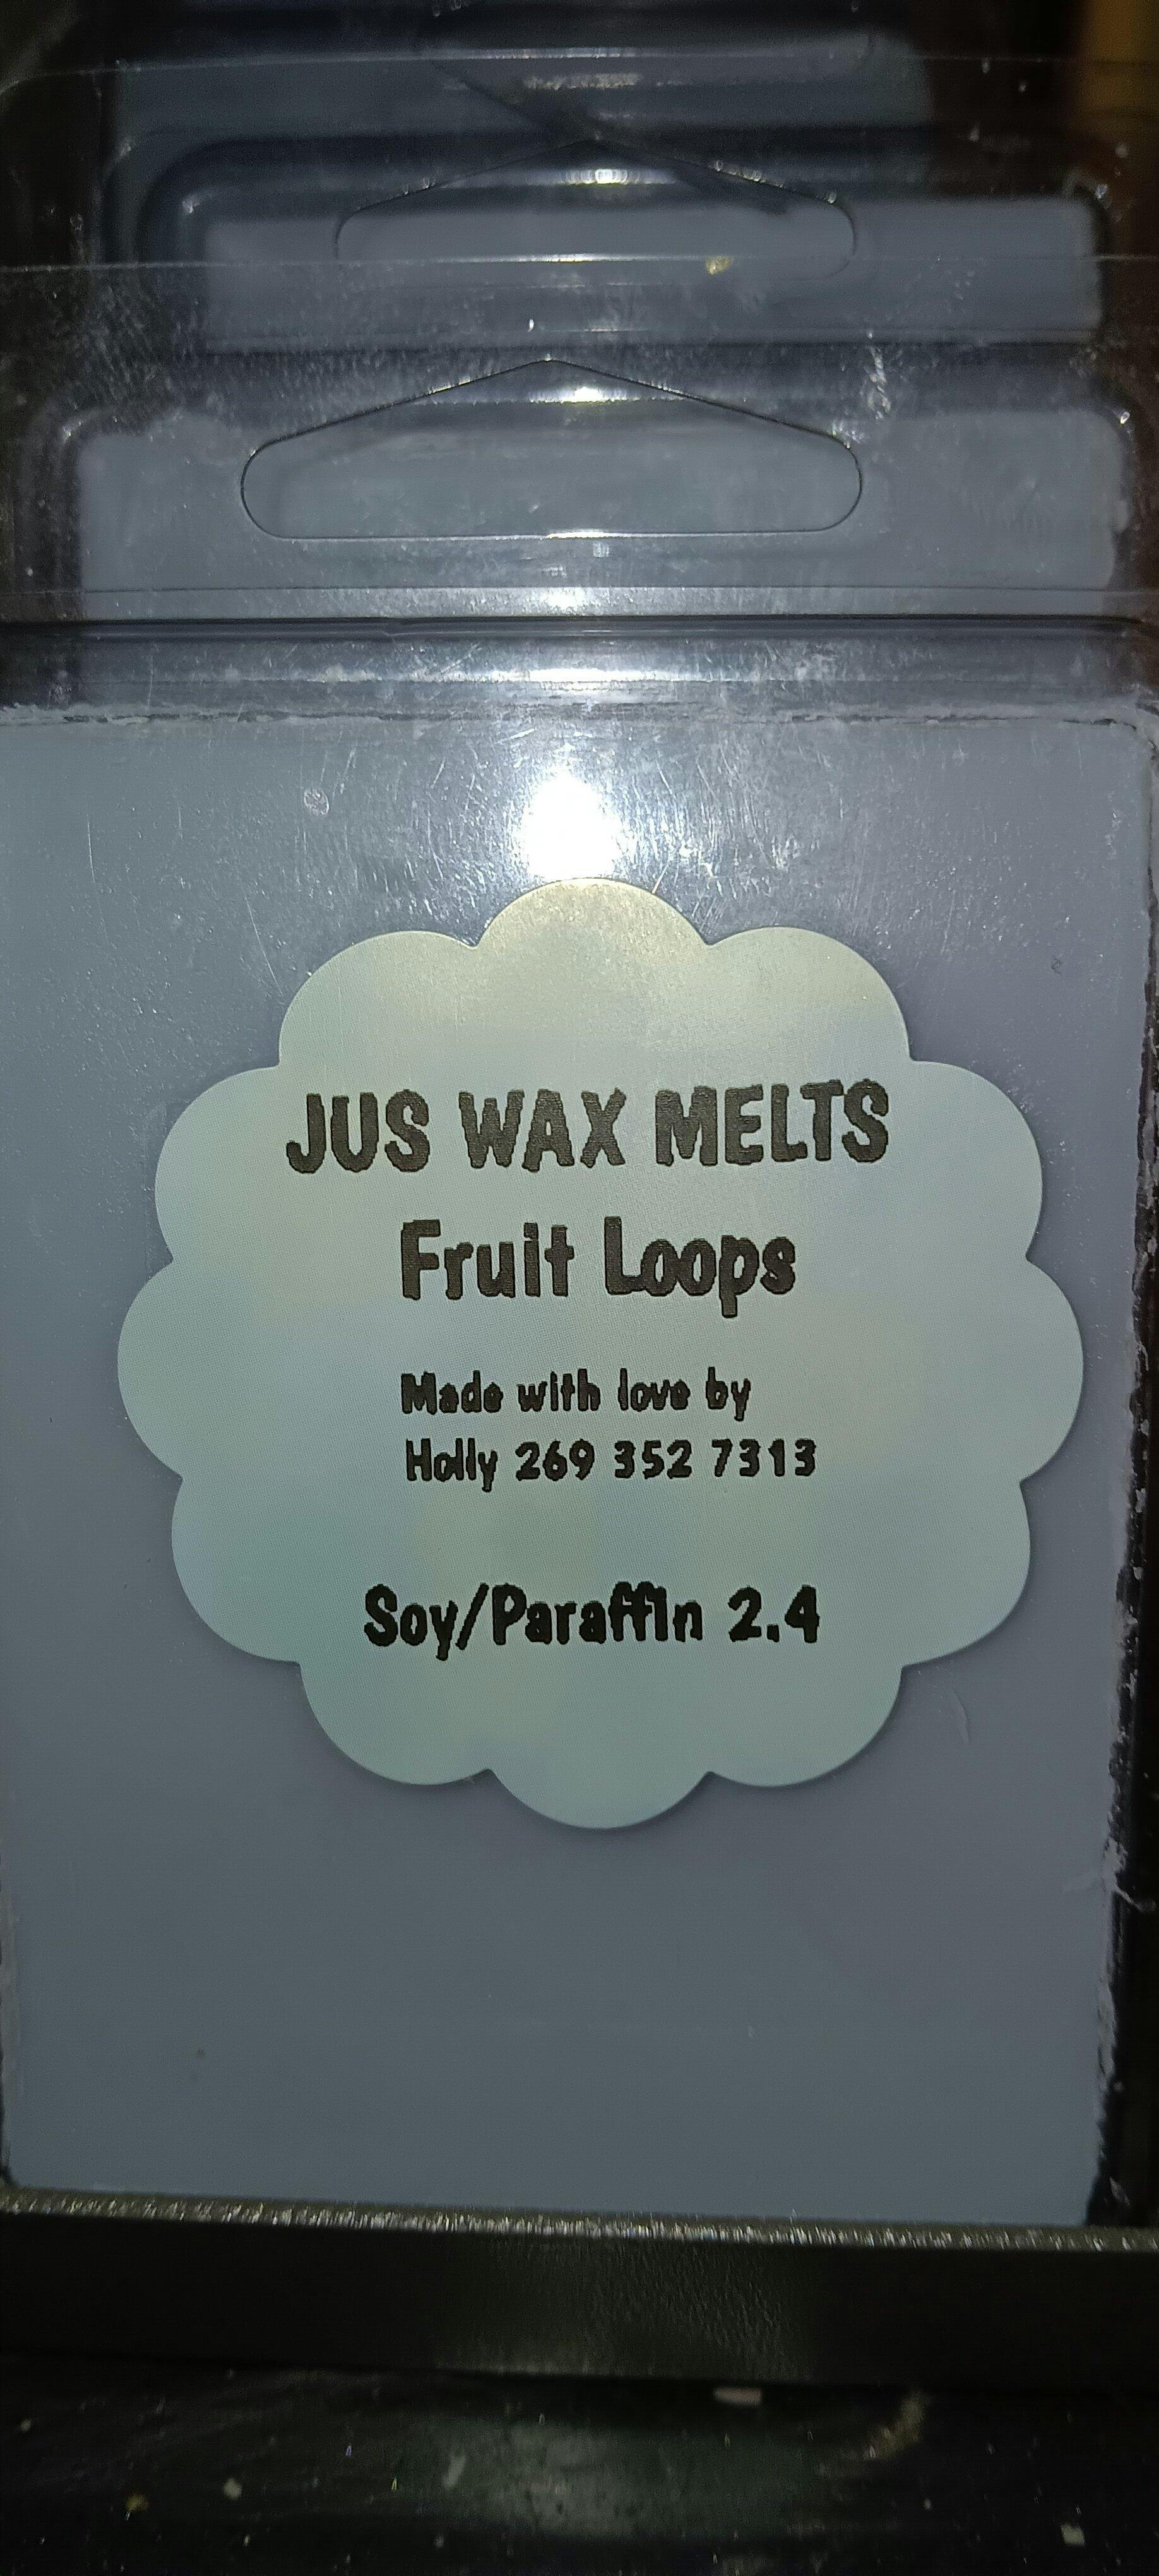 JUS WAX MELTS
Fruit Loops
Made with love by
Holly 269 352 7313
Soy/Paraffin 2.4